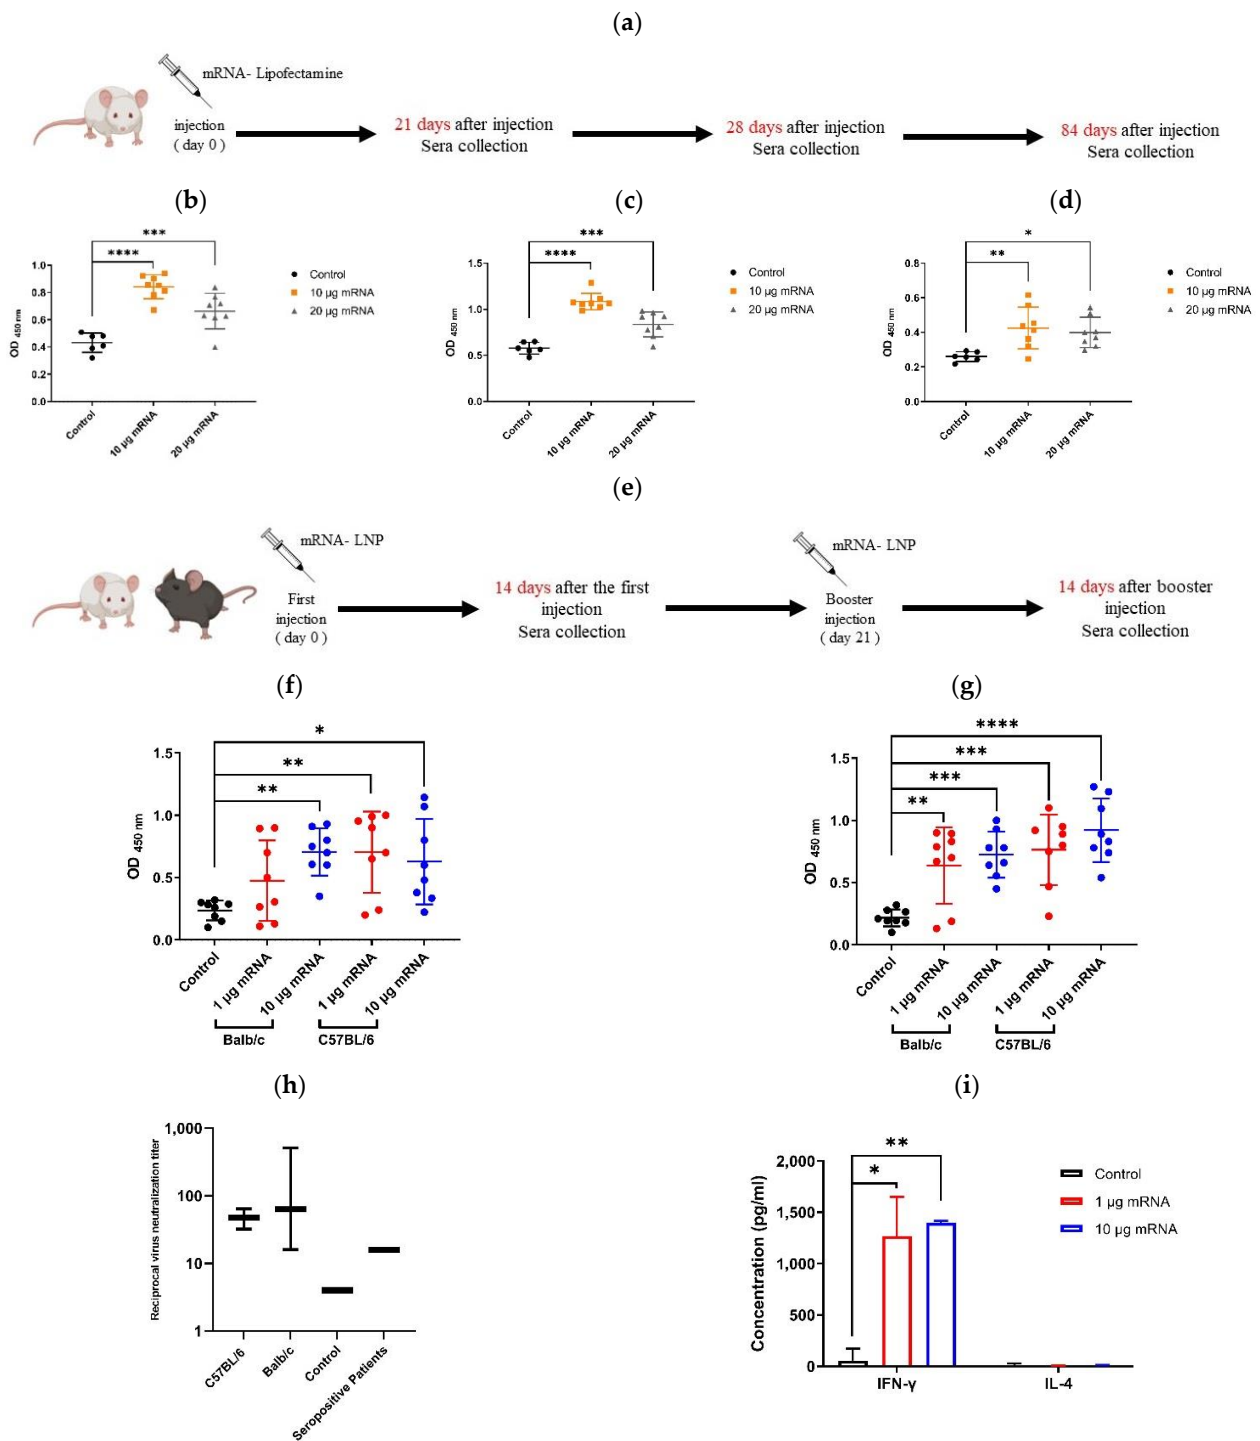 (a)
mRNA- Lipofectamine
injection
( day 0 )
21 days after injection
Sera collection
28 days after injection
Sera collection
84 days after injection
Sera collection
(b)
***
****
OD 450 nm
1.0
0.8
0.6
0.4
0.2
0.0
Control
10 µg mRNA
20 µg mRNA
Control
10 µg mRNA
20 µg mRNA
(c)
***
****
OD 450 nm
1.5
1.0
0.5
0.0
Control
10 µg mRNA
20 µg mRNA
Control
10 µg mRNA
20 µg mRNA
(d)
*
**
OD 450 nm
0.8
0.6
0.4
0.2
0.0
Control
10 µg mRNA
20 µg mRNA
Control
10 µg mRNA
20 µg mRNA
(e)
mRNA- LNP
First
injection
( day 0 )
14 days after the first
injection
Sera collection
mRNA- LNP
Booster
injection
( day 21 )
14 days after booster
injection
Sera collection
(f)
*
**
**
OD 450 nm
1.5
1.0
0.5
0.0
Control
1 µg mRNA
10 µg mRNA
1 µg mRNA
10 µg mRNA
Balb/c
C57BL/6
(g)
****
***
***
**
OD 450 nm
1.5
1.0
0.5
0.0
Control
1 µg mRNA
10 µg mRNA
1 µg mRNA
10 µg mRNA
Balb/c
C57BL/6
(h)
Reciprocal virus neutralization titer
1,000
100
10
1
C57BL/6
Balb/c
Control
Seropositive Patients
(i)
**
*
Concentration (pg/ml)
2,000
1,500
1,000
500
0
IFN-γ
IL-4
Control
1 µg mRNA
10 µg mRNA